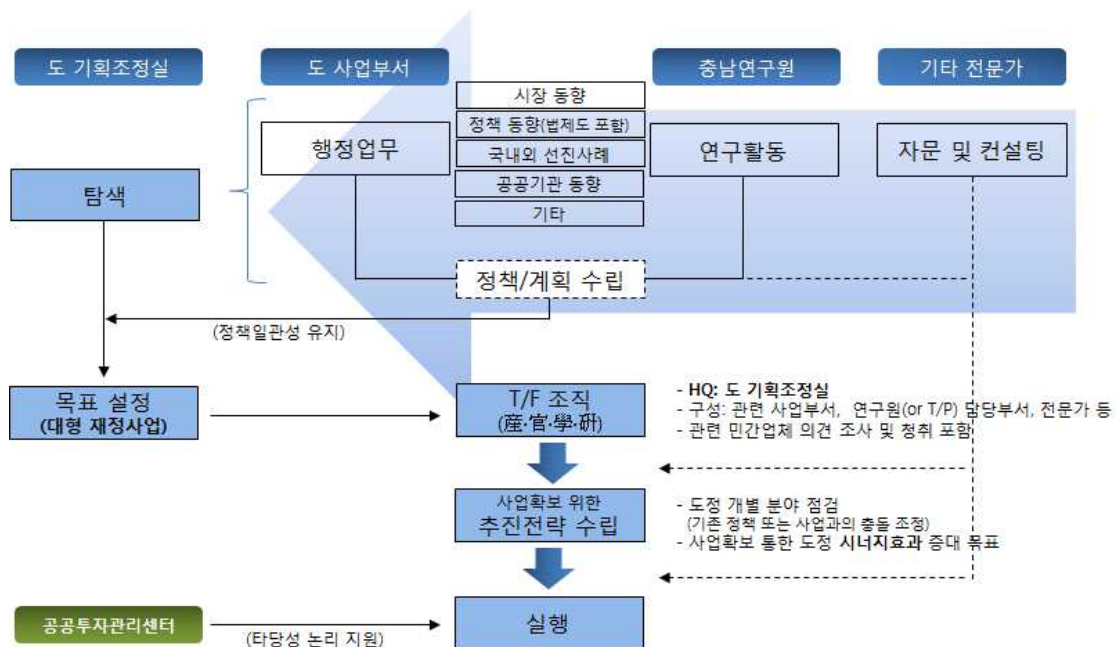 도 기획조정실
도 사업부서
충남연구원
기타 전문가
시장 동향
정책 동향(법제도 포함)
국내외 선진사례
공공기관 동향
기타
행정업무
연구활동
자문 및 컨설팅
탐색
정책/계획 수립
(정책일관성 유지)
목표 설정
(대형 재정사업)
T/F 조직
(産·官·學·硏)
- HQ: 도 기획조정실
- 구성: 관련 사업부서, 연구원(or T/P) 담당부서, 전문가 등
- 관련 민간업체 의견 조사 및 청취 포함
사업확보 위한
추진전략 수립
- 도정 개별 분야 점검
(기존 정책 또는 사업과의 충돌 조정)
- 사업확보 통한 도정 시너지효과 증대 목표
공공투자관리센터
(타당성 논리 지원)
실행